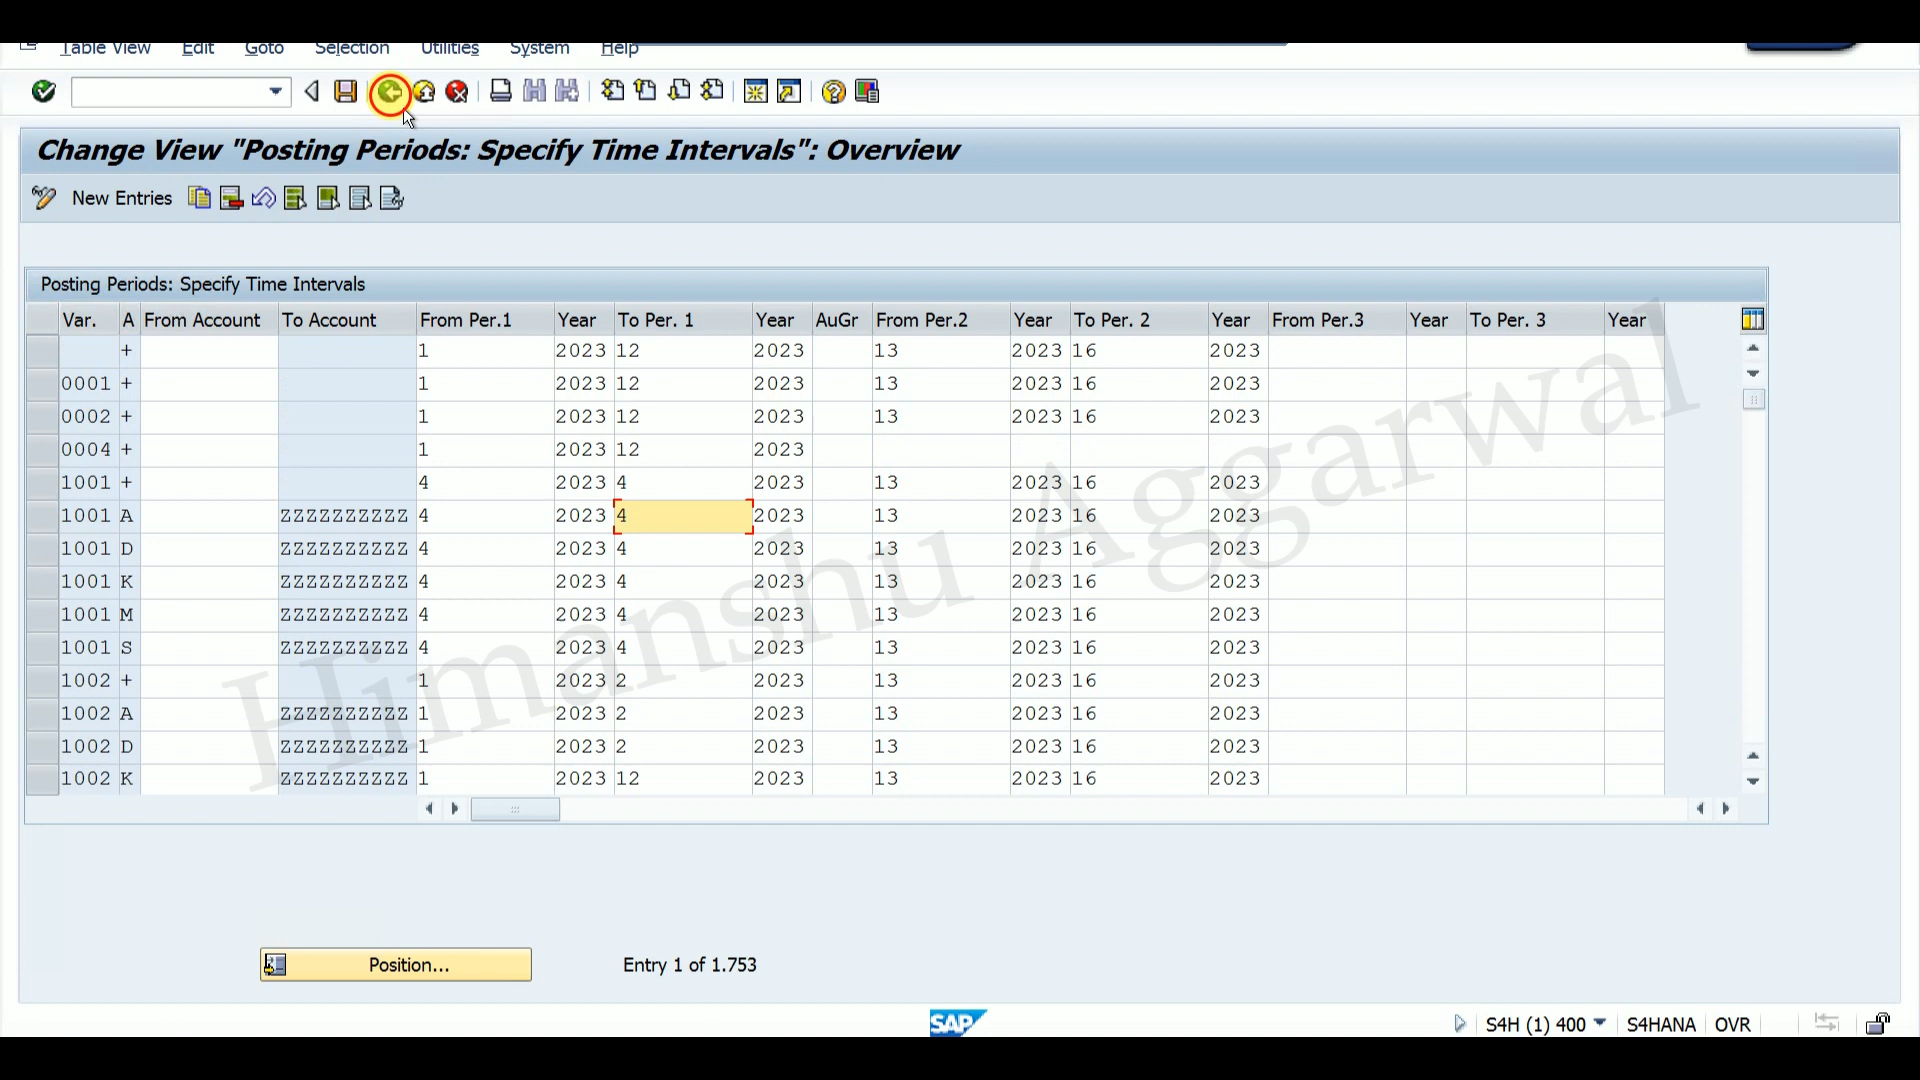 Table View Edit Goto Selection Utilities System Help
Change View "Posting Periods: Specify Time Intervals": Overview
New Entries
Posting Periods: Specify Time Intervals
Var. A From Account To Account From Per.1 Year To Per. 1 Year AuGr From Per.2 Year To Per. 2 Year From Per.3 Year To Per. 3 Year
+ 1 2023 12 2023 13 2023 16 2023
0001 + 1 2023 12 2023 13 2023 16 2023
0002 + 1 2023 12 2023 13 2023 16 2023
0004 + 1 2023 12 2023
1001 + 4 2023 4 2023 13 2023 16 2023
1001 A ZZZZZZZZZZ 4 2023 4 2023 13 2023 16 2023
1001 D ZZZZZZZZZZ 4 2023 4 2023 13 2023 16 2023
1001 K ZZZZZZZZZZ 4 2023 4 2023 13 2023 16 2023
1001 M ZZZZZZZZZZ 4 2023 4 2023 13 2023 16 2023
1001 S ZZZZZZZZZZ 4 2023 4 2023 13 2023 16 2023
1002 + 1 2023 2 2023 13 2023 16 2023
1002 A ZZZZZZZZZZ 1 2023 2 2023 13 2023 16 2023
1002 D ZZZZZZZZZZ 1 2023 2 2023 13 2023 16 2023
1002 K ZZZZZZZZZZ 1 2023 12 2023 13 2023 16 2023
Himanshu Aggarwal
Position... Entry 1 of 1.753
SAP S4H (1) 400 S4HANA OVR